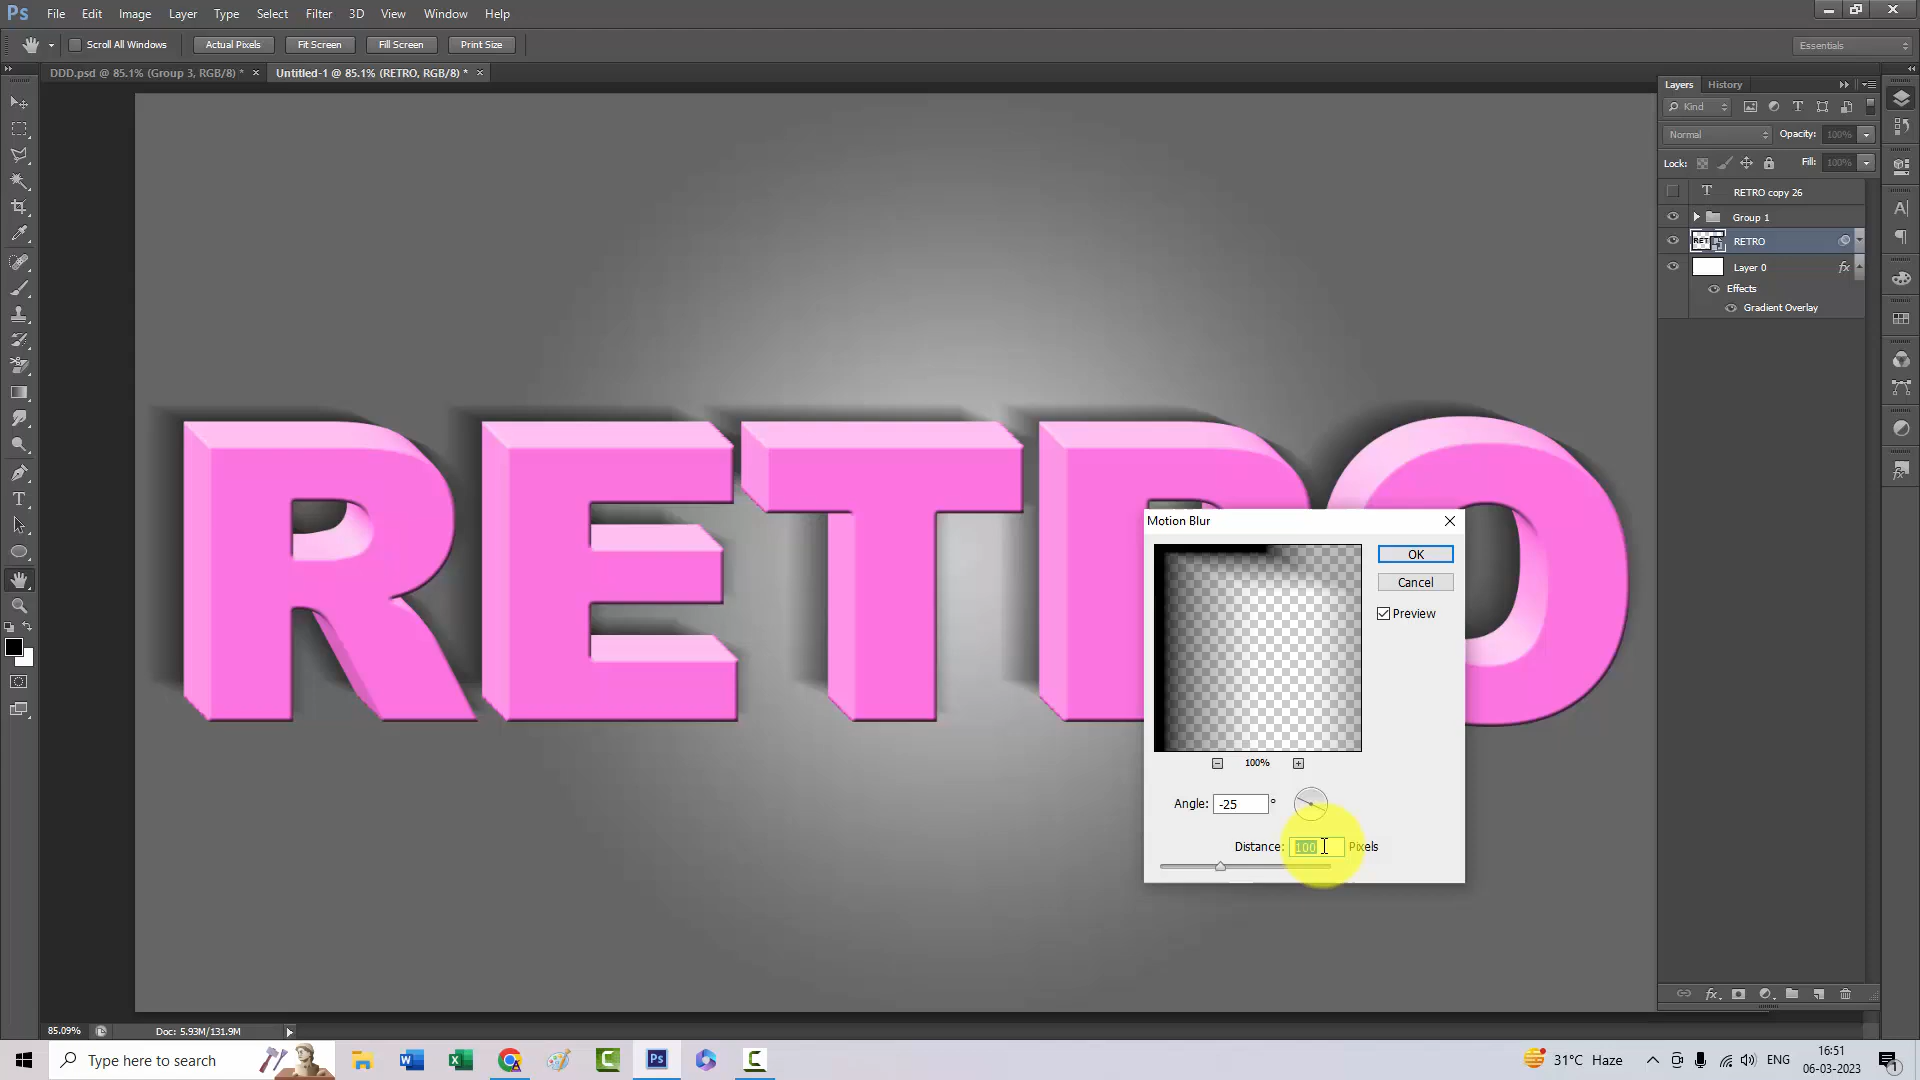 Ps File Edit Image Layer Type Select Filter 3D View Window Help
Scroll All Windows Actual Pixels Fit Screen Fill Screen Print Size Essentials
DDD.psd @ 85.1% (Group 3, RGB/8) * × Untitled-1 @ 85.1% (RETRO, RGB/8) * ×
Layers History
Kind
Normal Opacity: 100%
Lock: Fill: 100%
T RETRO copy 26
Group 1
RET RETRO
Layer 0 fx
Effects
Gradient Overlay
RETRO
Motion Blur
OK
Cancel
Preview
100%
Angle: -25 °
Distance: 100 Pixels
85.09% Doc: 5.93M/131.9M
Type here to search
31°C Haze ENG 16:51
06-03-2023
1